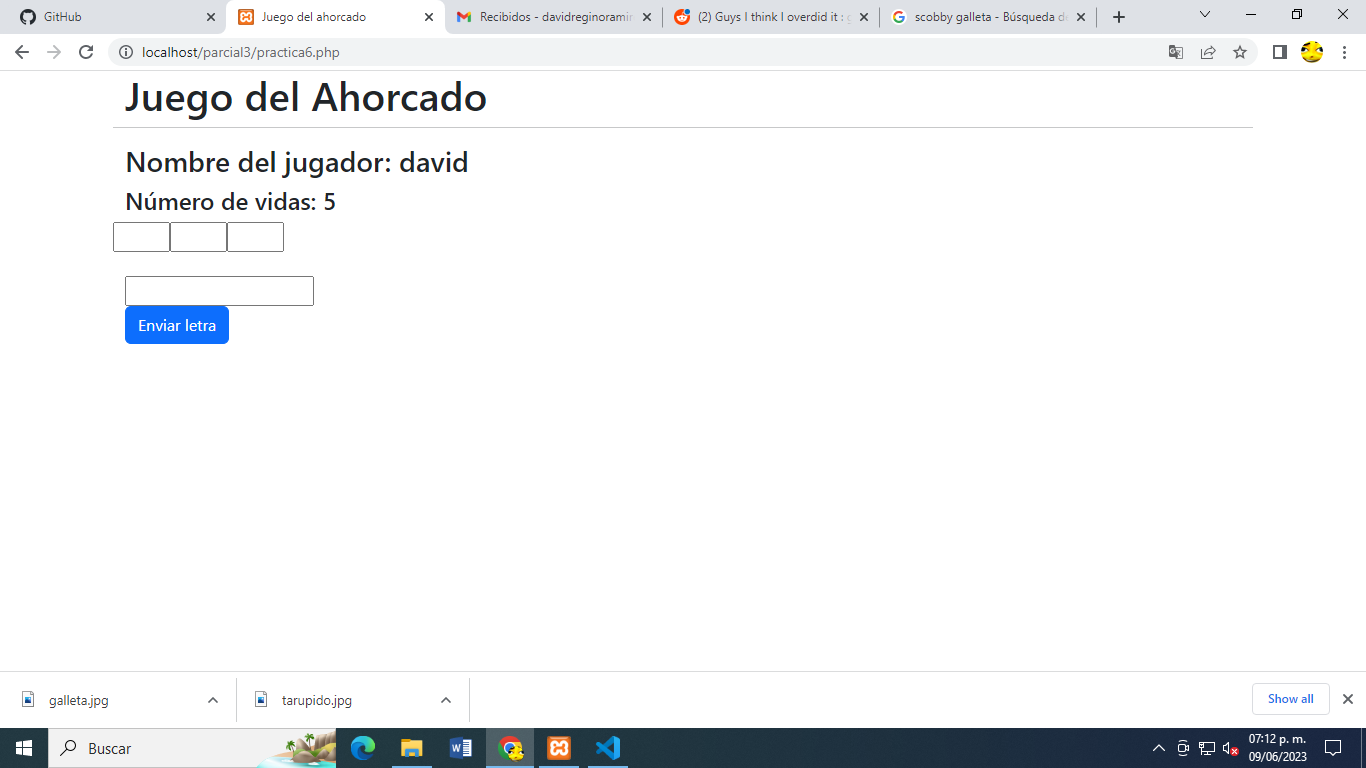 GitHub
Juego del ahorcado
Recibidos - davidreginoramir
(2) Guys I think I overdid it : g
scobby galleta - Búsqueda de
localhost/parcial3/practica6.php
Juego del Ahorcado
Nombre del jugador: david
Número de vidas: 5
Enviar letra
galleta.jpg
tarupido.jpg
Show all
Buscar
07:12 p. m.
09/06/2023